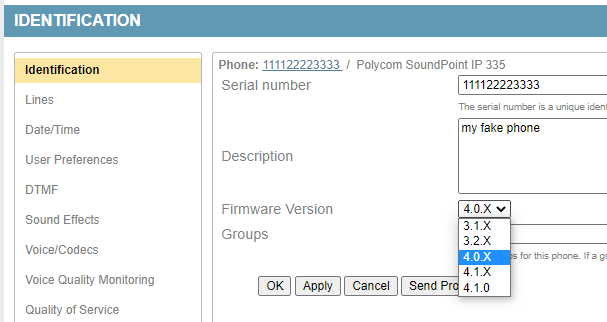 IDENTIFICATION
Identification
Lines
Date/Time
User Preferences
DTMF
Sound Effects
Voice/Codecs
Voice Quality Monitoring
Quality of Service
Phone: 111122223333 / Polycom SoundPoint IP 335
Serial number
111122223333
The serial number is a unique
Description
my fake phone
Firmware Version
4.0.X
3.1.X
3.2.X
4.0.X
4.1.X
4.1.0
Groups
for this phone. If a
OK Apply Cancel Send